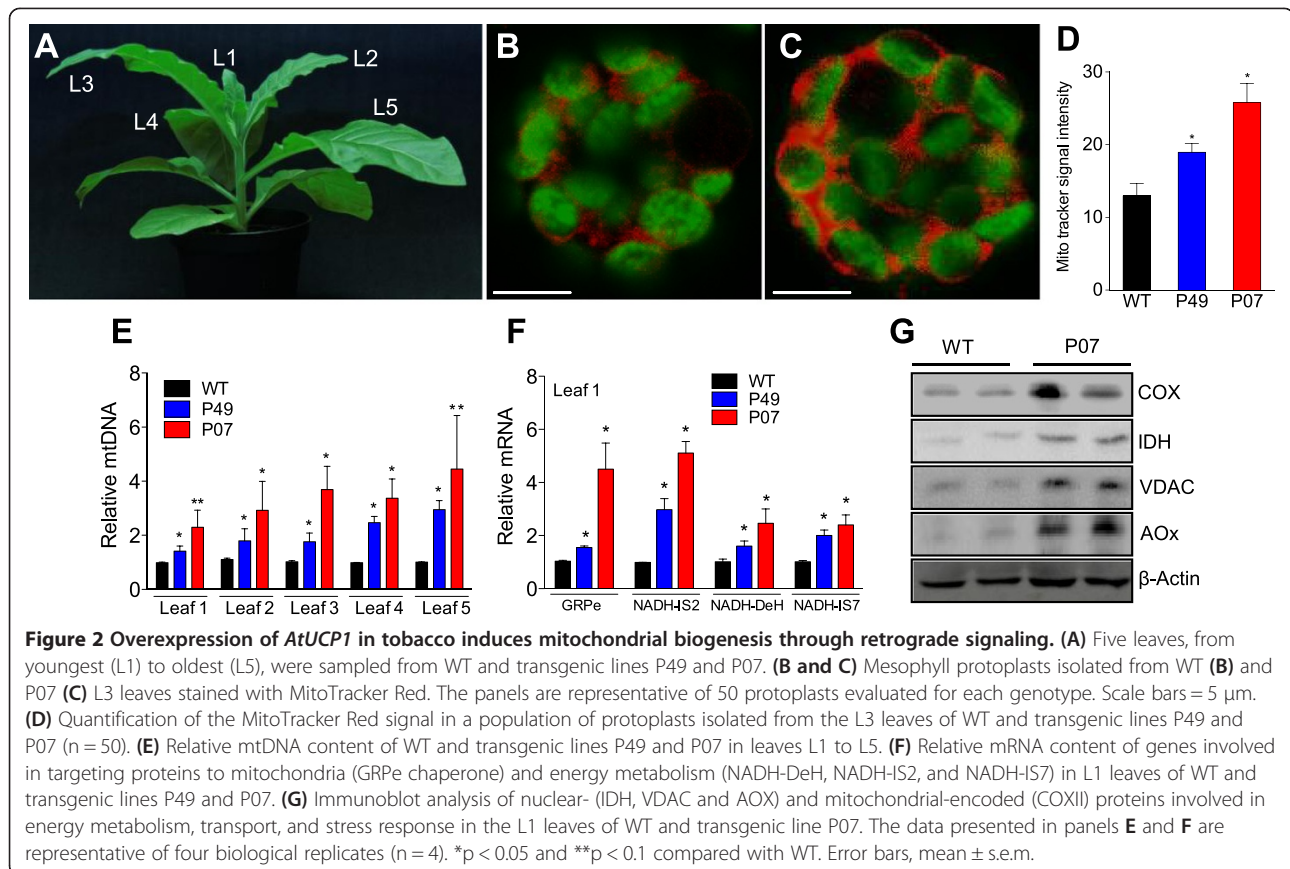 A
L1
L2
L3
L4
L5
B
C
D
Mito tracker signal intensity
30
20
10
0
*
*
WT
P49
P07
E
Relative mtDNA
8
6
4
2
0
WT
P49
P07
*
**
*
*
*
*
*
*
*
**
Leaf 1
Leaf 2
Leaf 3
Leaf 4
Leaf 5
F
Relative mRNA
8
6
4
2
0
Leaf 1
WT
P49
P07
*
*
*
*
*
*
*
*
GRPe
NADH-IS2
NADH-DeH
NADH-IS7
G
WT
P07
COX
IDH
VDAC
AOx
β-Actin
Figure 2 Overexpression of AtUCP1 in tobacco induces mitochondrial biogenesis through retrograde signaling. (A) Five leaves, from
youngest (L1) to oldest (L5), were sampled from WT and transgenic lines P49 and P07. (B and C) Mesophyll protoplasts isolated from WT (B) and
P07 (C) L3 leaves stained with MitoTracker Red. The panels are representative of 50 protoplasts evaluated for each genotype. Scale bars = 5 μm.
(D) Quantification of the MitoTracker Red signal in a population of protoplasts isolated from the L3 leaves of WT and transgenic lines P49 and
P07 (n = 50). (E) Relative mtDNA content of WT and transgenic lines P49 and P07 in leaves L1 to L5. (F) Relative mRNA content of genes involved
in targeting proteins to mitochondria (GRPe chaperone) and energy metabolism (NADH-DeH, NADH-IS2, and NADH-IS7) in L1 leaves of WT and
transgenic lines P49 and P07. (G) Immunoblot analysis of nuclear- (IDH, VDAC and AOX) and mitochondrial-encoded (COXII) proteins involved in
energy metabolism, transport, and stress response in the L1 leaves of WT and transgenic line P07. The data presented in panels E and F are
representative of four biological replicates (n = 4). *p < 0.05 and **p < 0.1 compared with WT. Error bars, mean ± s.e.m.